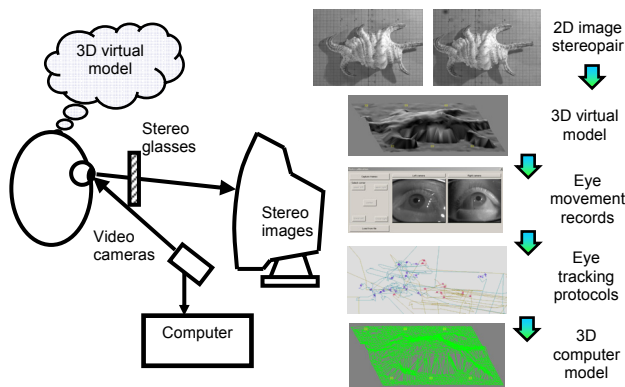 3D virtual
model
Stereo
glasses
Stereo
images
Video
cameras
Computer
2D image
stereopair
3D virtual
model
Eye
movement
records
Eye
tracking
protocols
3D
computer
model